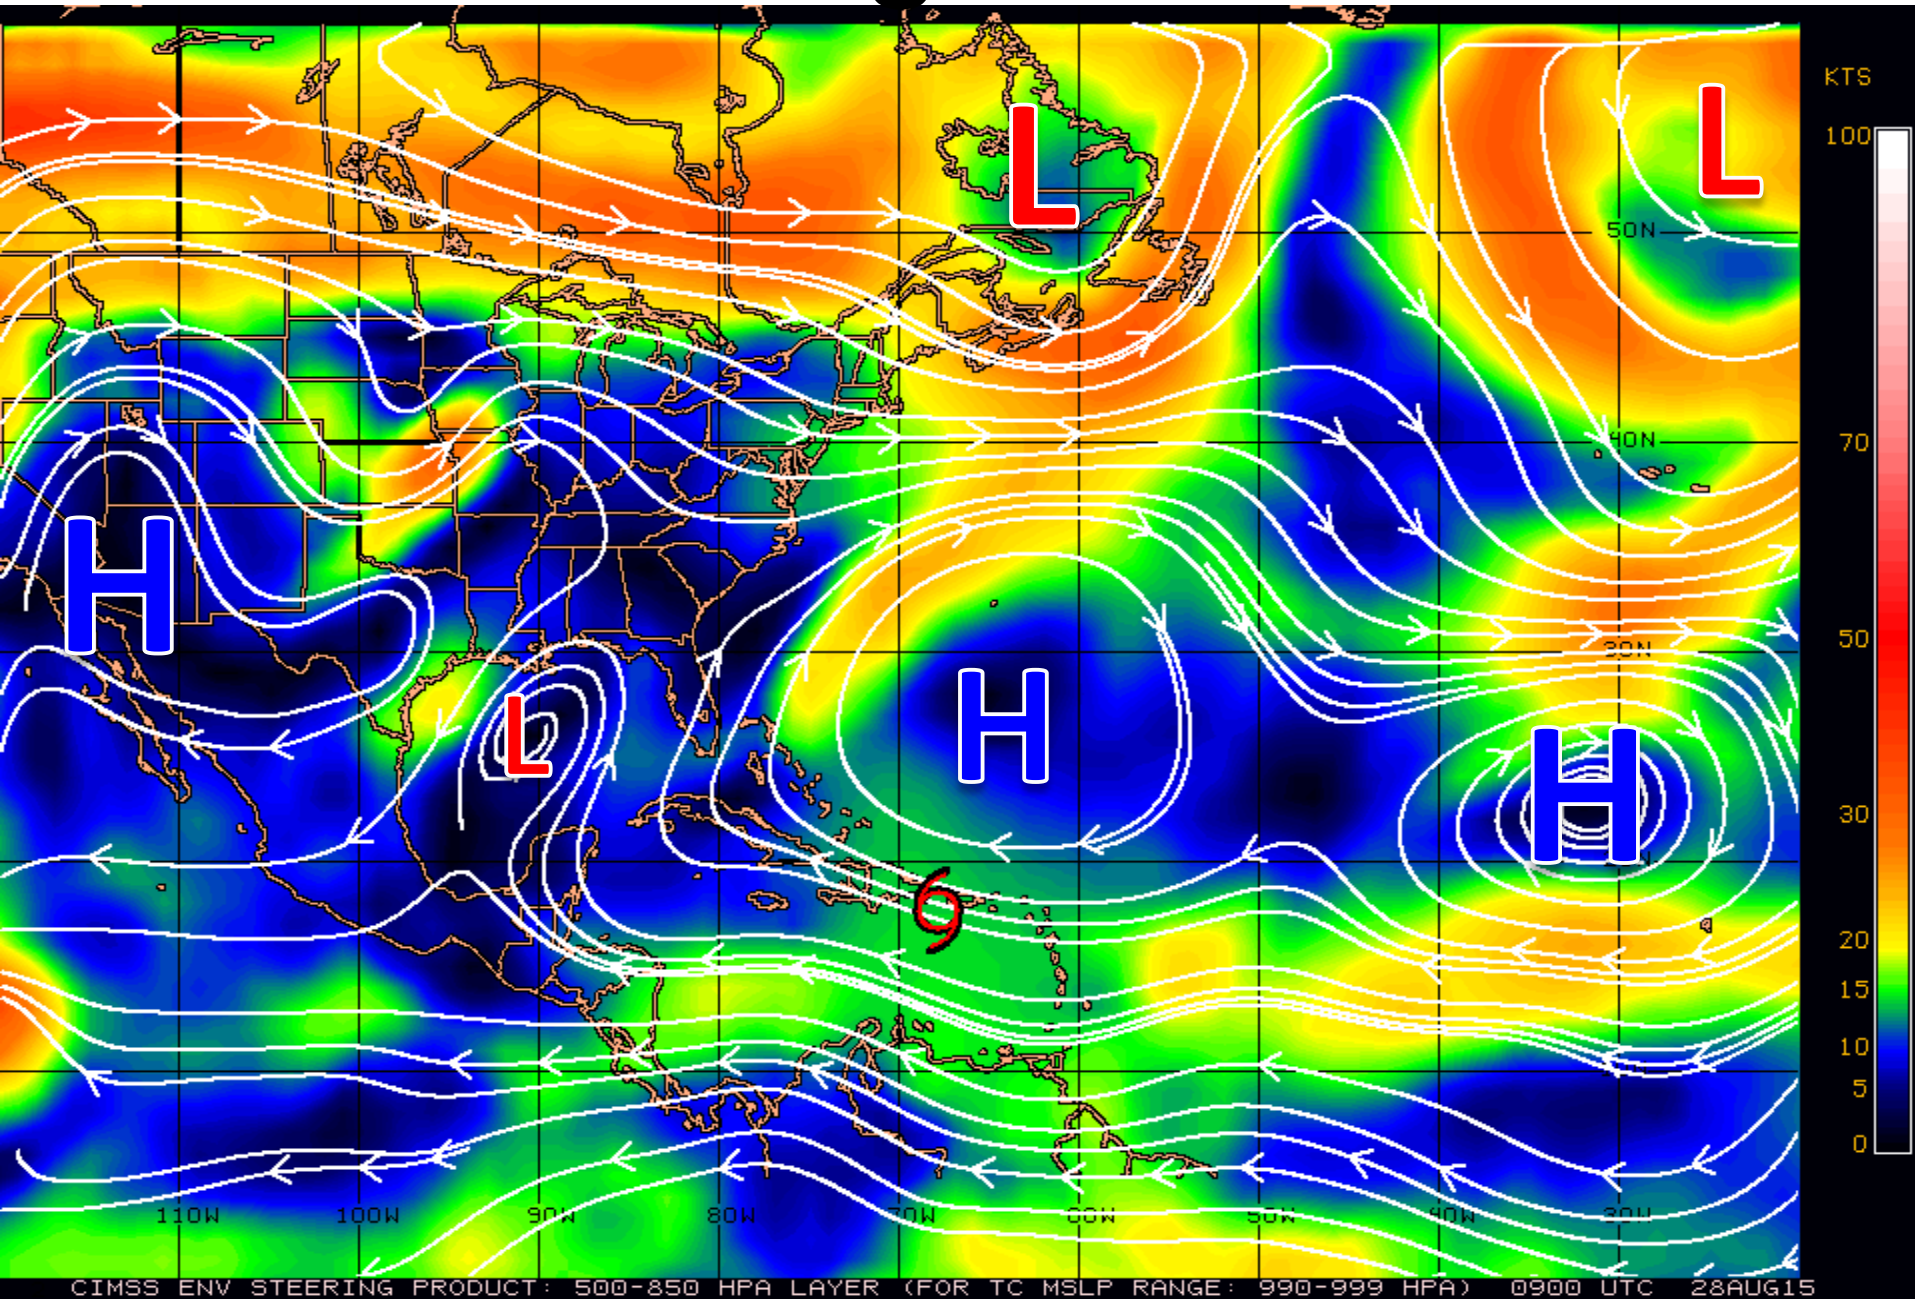 KTS
L
L
100
50N
70
40N
H
50
30N
H
L
H
30
20
15
10
5
0
110W 100W 90W 80W 70W 60W 50W 40W 30W
CIMSS ENV STEERING PRODUCT: 500-850 HPA LAYER (FOR TC MSLP RANGE: 990-999 HPA) 0900 UTC 28AUG15